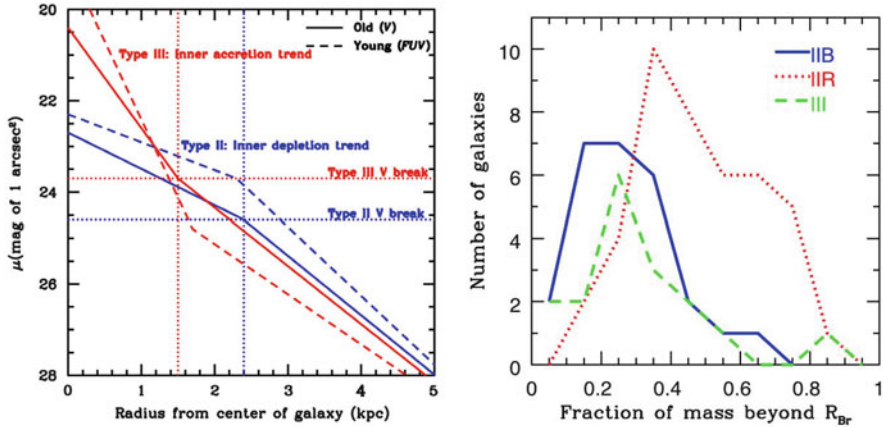 20
22
24
26
28
μ(mag of 1 arcsec²)
Old (V)
Young (FUV)
Type III: Inner accretion trend
Type II: Inner depletion trend
Type III V break
Type II V break
0 1 2 3 4 5
Radius from center of galaxy (kpc)
10
8
6
4
2
0
Number of galaxies
IIB
IIR
III
0 0.2 0.4 0.6 0.8 1
Fraction of mass beyond R_Br